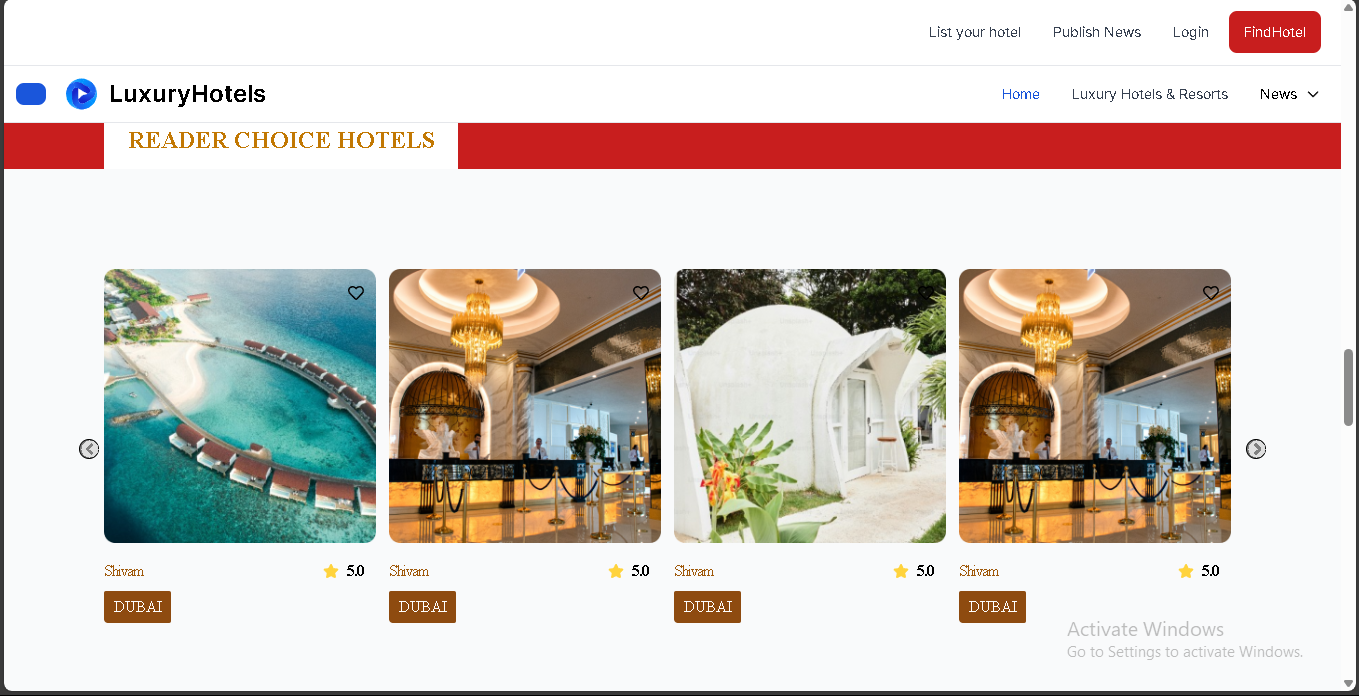 List your hotel Publish News Login FindHotel
LuxuryHotels Home Luxury Hotels & Resorts News
READER CHOICE HOTELS
Shivam 5.0 Shivam 5.0 Shivam 5.0 Shivam 5.0
DUBAI DUBAI DUBAI DUBAI
Activate Windows
Go to Settings to activate Windows.